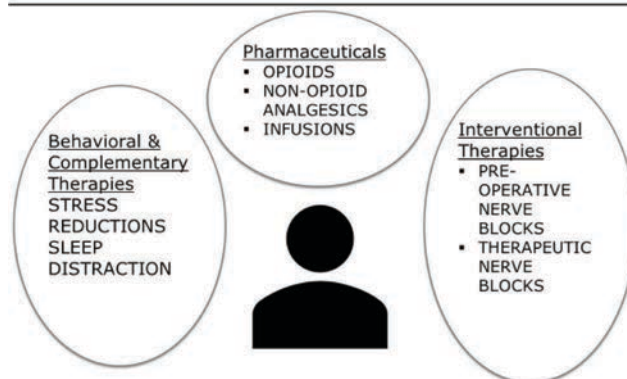 Pharmaceuticals
▪ OPIOIDS
▪ NON-OPIOID
ANALGESICS
▪ INFUSIONS
Behavioral &
Complementary
Therapies
STRESS
REDUCTIONS
SLEEP
DISTRACTION
Interventional
Therapies
▪ PRE-
OPERATIVE
NERVE
BLOCKS
▪ THERAPEUTIC
NERVE
BLOCKS